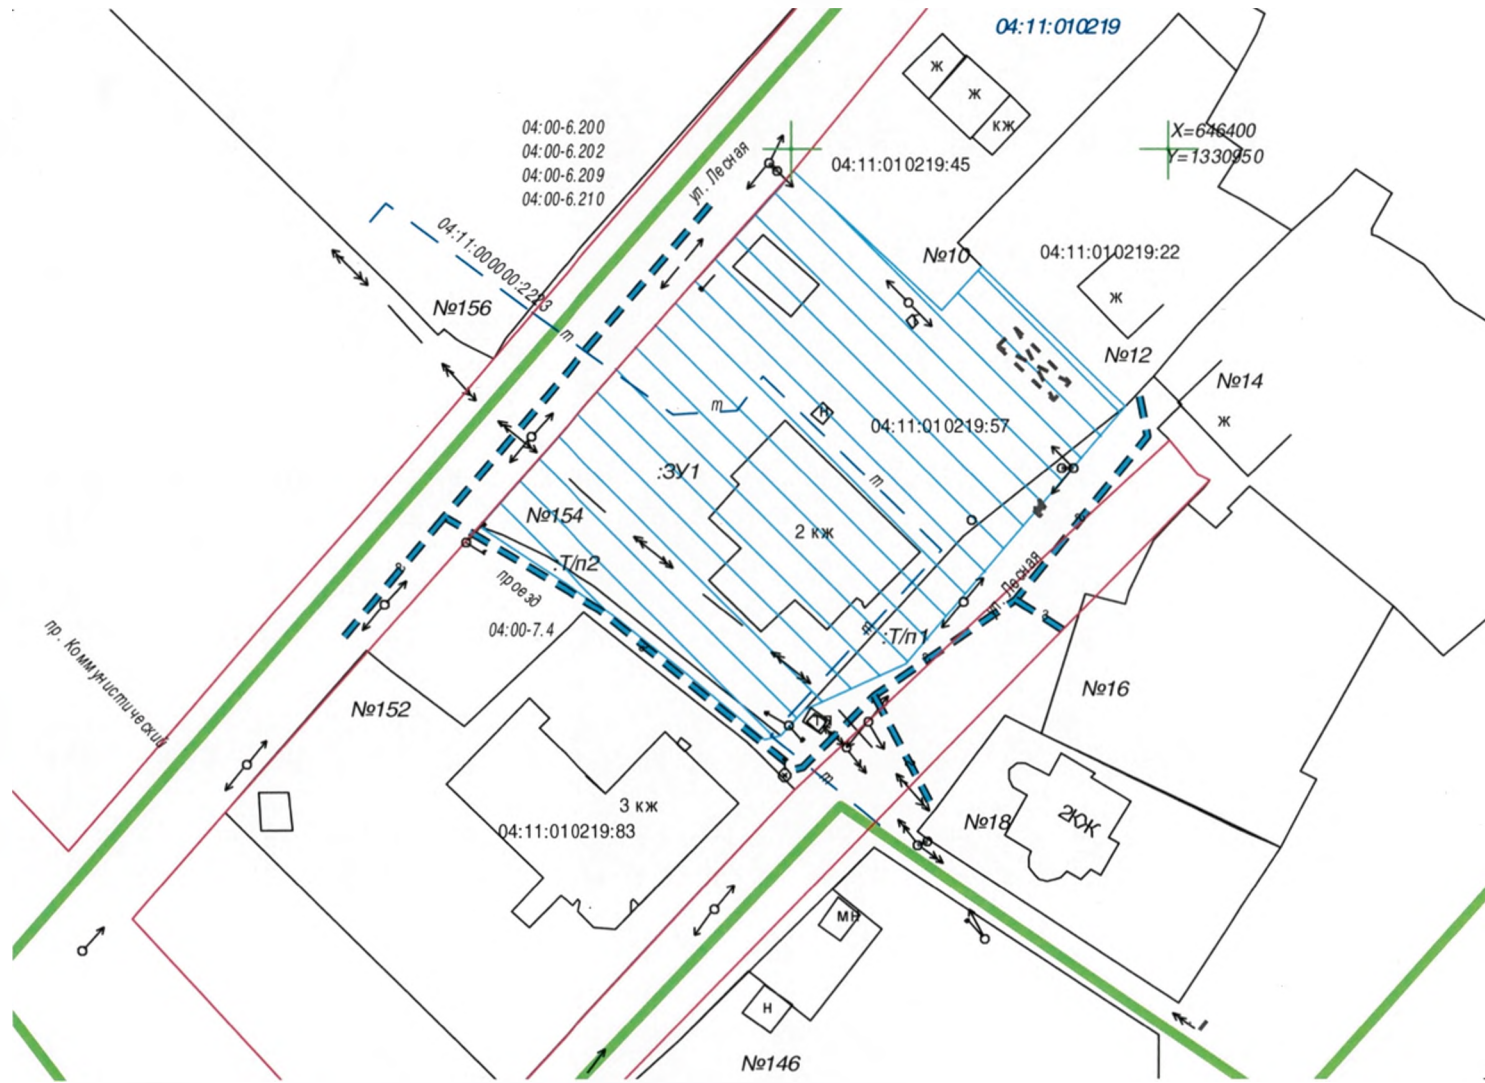 04:11:010219
ж
ж
кж
04:00-6.200
04:00-6.202
04:00-6.209
04:00-6.210
X=646400
Y=1330950
ул. Лесная
04:11:010219:45
04:11:000000:2223
№10
04:11:010219:22
ж
№156
т
№12
№14
т
н
ж
04:11:010219:57
:ЗУ1
т
№154
2 кж
:Т/п2
проезд
ул. Лесная
04:00-7.4
:Т/п1
пр. Коммунистический
№16
№152
т
3 кж
04:11:010219:83
№18
2КЖ
мн
н
№146